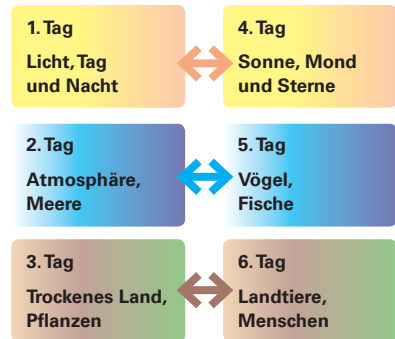 1. Tag
Licht, Tag
und Nacht
4. Tag
Sonne, Mond
und Sterne
2. Tag
Atmosphäre,
Meere
5. Tag
Vögel,
Fische
3. Tag
Trockenes Land,
Pflanzen
6. Tag
Landtiere,
Menschen